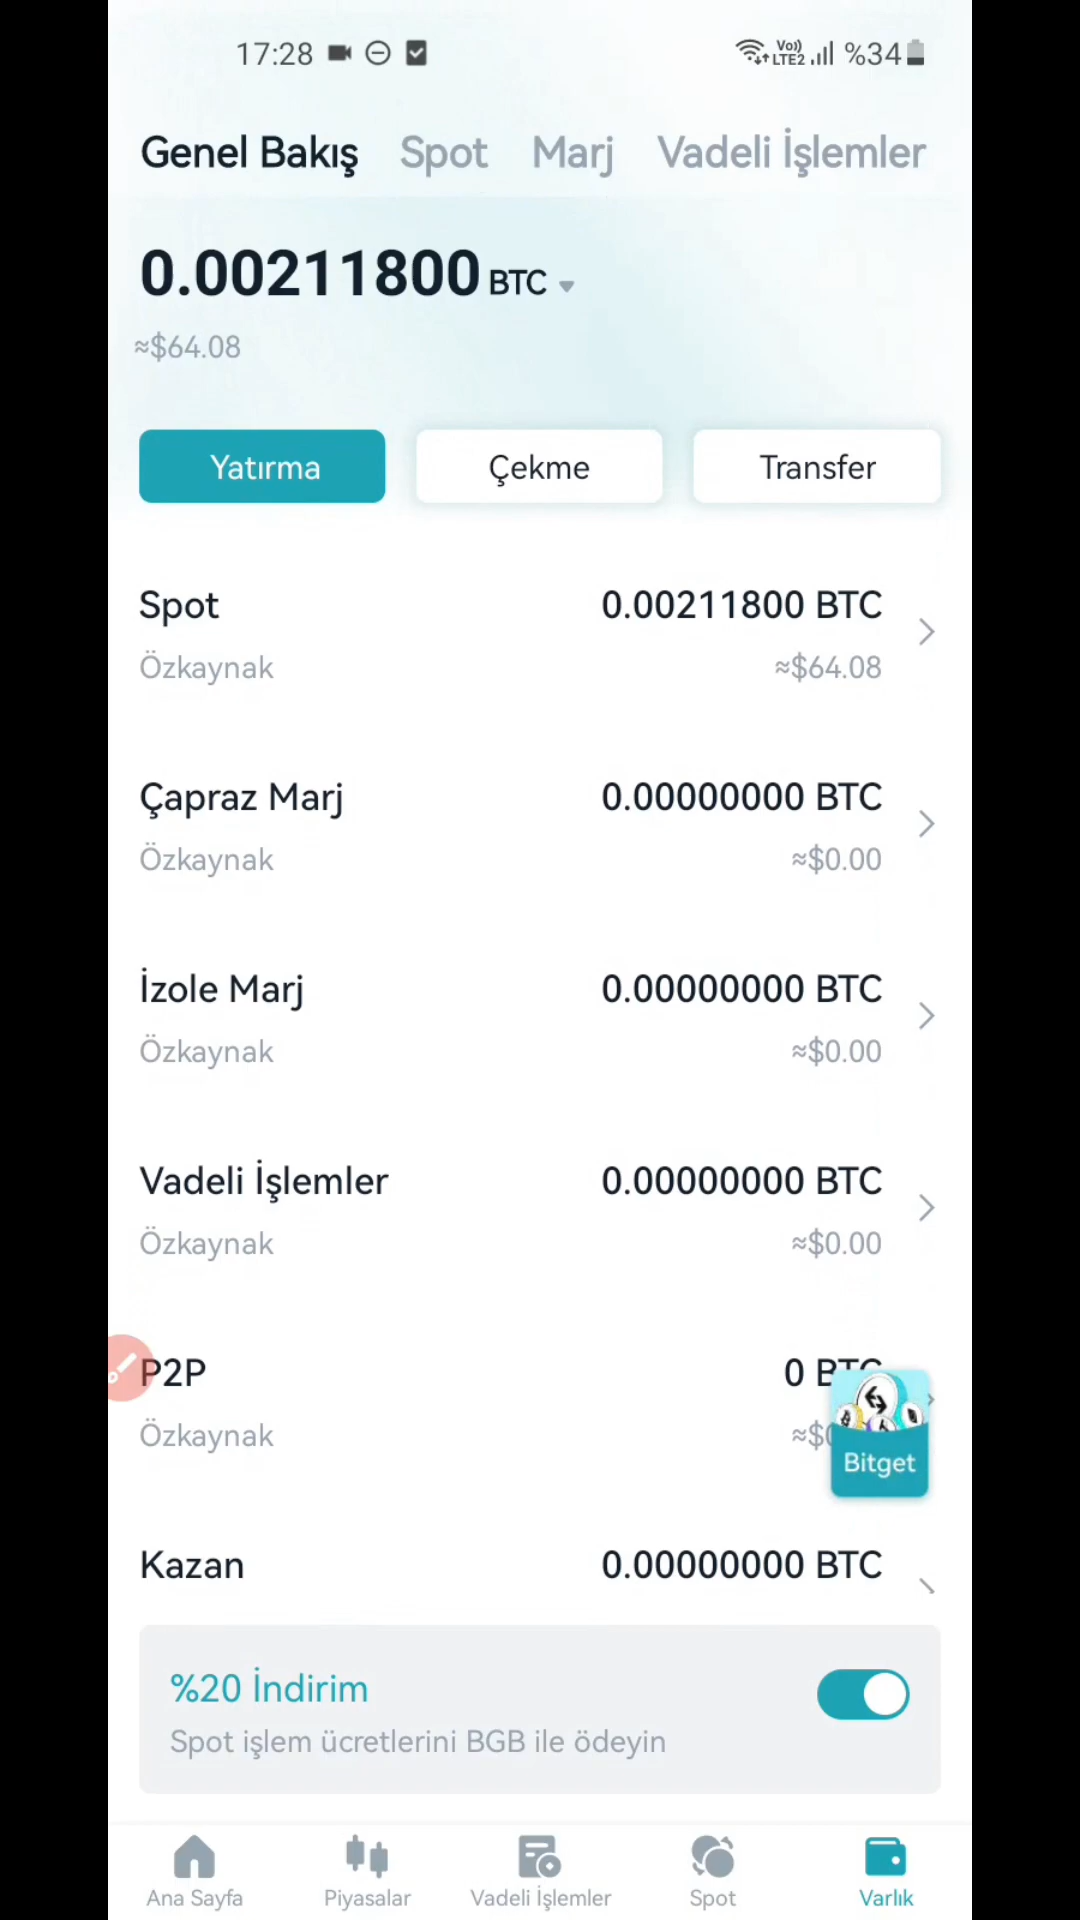 17:28 Vo)) LTE2 %34
Genel Bakış Spot Marj Vadeli İşlemler
0.00211800 BTC
≈$64.08
Yatırma Çekme Transfer
Spot 0.00211800 BTC
Özkaynak ≈$64.08
Çapraz Marj 0.00000000 BTC
Özkaynak ≈$0.00
İzole Marj 0.00000000 BTC
Özkaynak ≈$0.00
Vadeli İşlemler 0.00000000 BTC
Özkaynak ≈$0.00
P2P 0 BTC
Özkaynak
Bitget
Kazan 0.00000000 BTC
%20 İndirim
Spot işlem ücretlerini BGB ile ödeyin
Ana Sayfa Piyasalar Vadeli İşlemler Spot Varlık